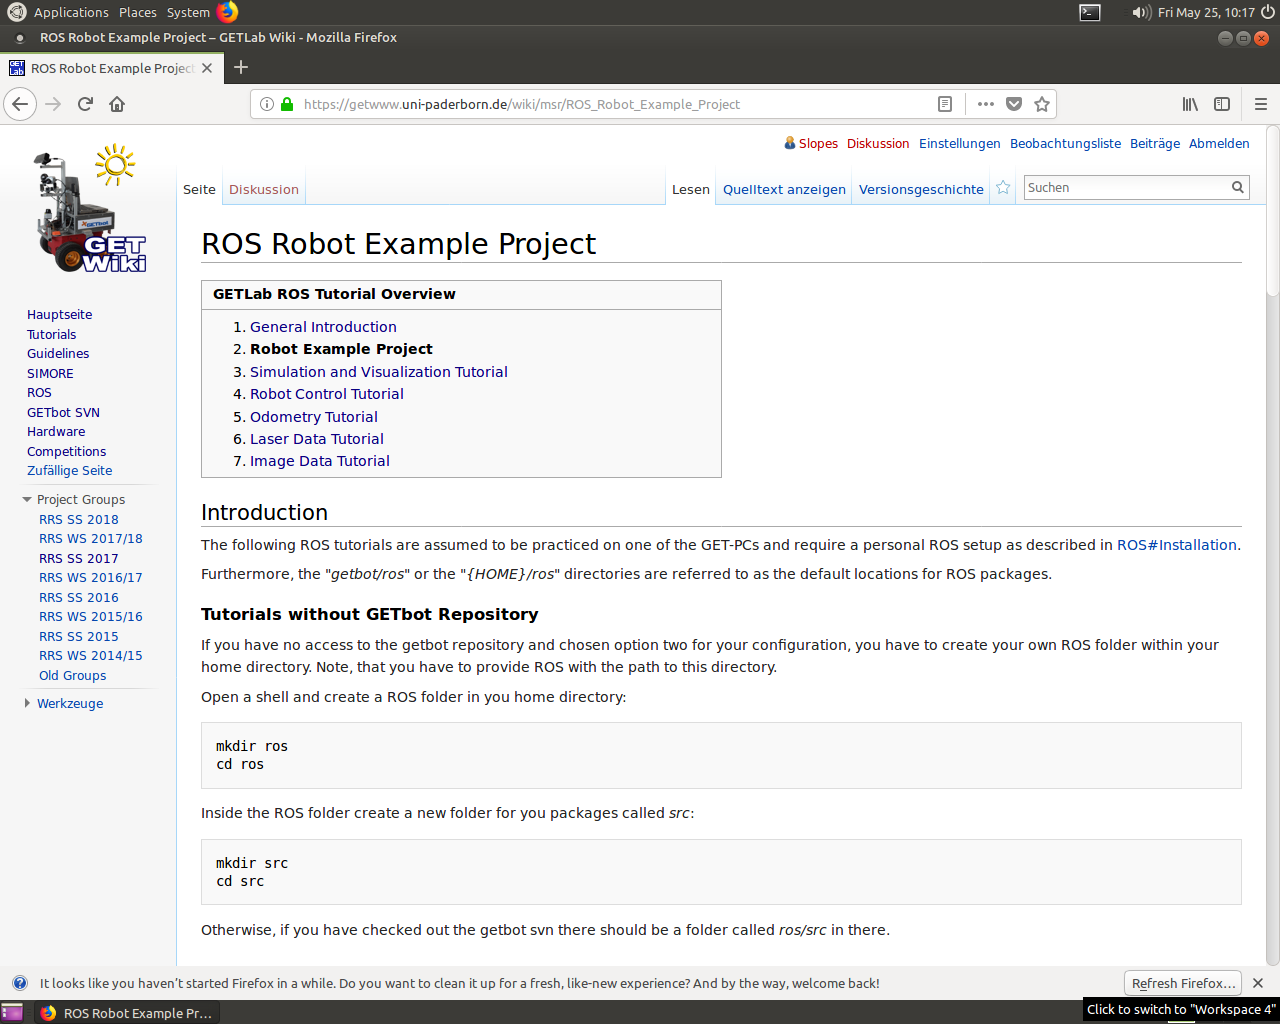 Applications Places System Fri May 25, 10:17
ROS Robot Example Project – GETLab Wiki - Mozilla Firefox
GET Lab ROS Robot Example Project
https://getwww.uni-paderborn.de/wiki/msr/ROS_Robot_Example_Project
Slopes Diskussion Einstellungen Beobachtungsliste Beiträge Abmelden
Seite Diskussion Lesen Quelltext anzeigen Versionsgeschichte Suchen
GETbot
GET
Wiki
Hauptseite
Tutorials
Guidelines
SIMORE
ROS
GETbot SVN
Hardware
Competitions
Zufällige Seite
Project Groups
RRS SS 2018
RRS WS 2017/18
RRS SS 2017
RRS WS 2016/17
RRS SS 2016
RRS WS 2015/16
RRS SS 2015
RRS WS 2014/15
Old Groups
Werkzeuge
ROS Robot Example Project
GETLab ROS Tutorial Overview
1. General Introduction
2. Robot Example Project
3. Simulation and Visualization Tutorial
4. Robot Control Tutorial
5. Odometry Tutorial
6. Laser Data Tutorial
7. Image Data Tutorial
Introduction
The following ROS tutorials are assumed to be practiced on one of the GET-PCs and require a personal ROS setup as described in ROS#Installation.
Furthermore, the "getbot/ros" or the "{HOME}/ros" directories are referred to as the default locations for ROS packages.
Tutorials without GETbot Repository
If you have no access to the getbot repository and chosen option two for your configuration, you have to create your own ROS folder within your
home directory. Note, that you have to provide ROS with the path to this directory.
Open a shell and create a ROS folder in you home directory:
mkdir ros
cd ros
Inside the ROS folder create a new folder for you packages called src:
mkdir src
cd src
Otherwise, if you have checked out the getbot svn there should be a folder called ros/src in there.
It looks like you haven't started Firefox in a while. Do you want to clean it up for a fresh, like-new experience? And by the way, welcome back! Refresh Firefox...
ROS Robot Example Pr... Click to switch to "Workspace 4"